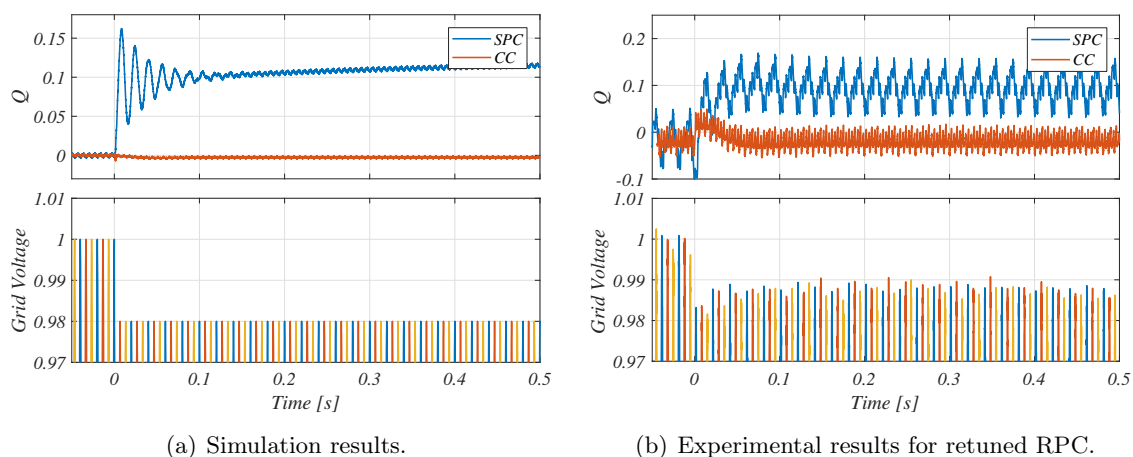 0.15
0.1
0.05
0
Q
SPC
CC
1.01
1
0.99
0.98
0.97
Grid Voltage
0 0.1 0.2 0.3 0.4 0.5
Time [s]
(a) Simulation results.
0.2
0.1
0
-0.1
Q
SPC
CC
1.01
1
0.99
0.98
0.97
Grid Voltage
0 0.1 0.2 0.3 0.4 0.5
Time [s]
(b) Experimental results for retuned RPC.